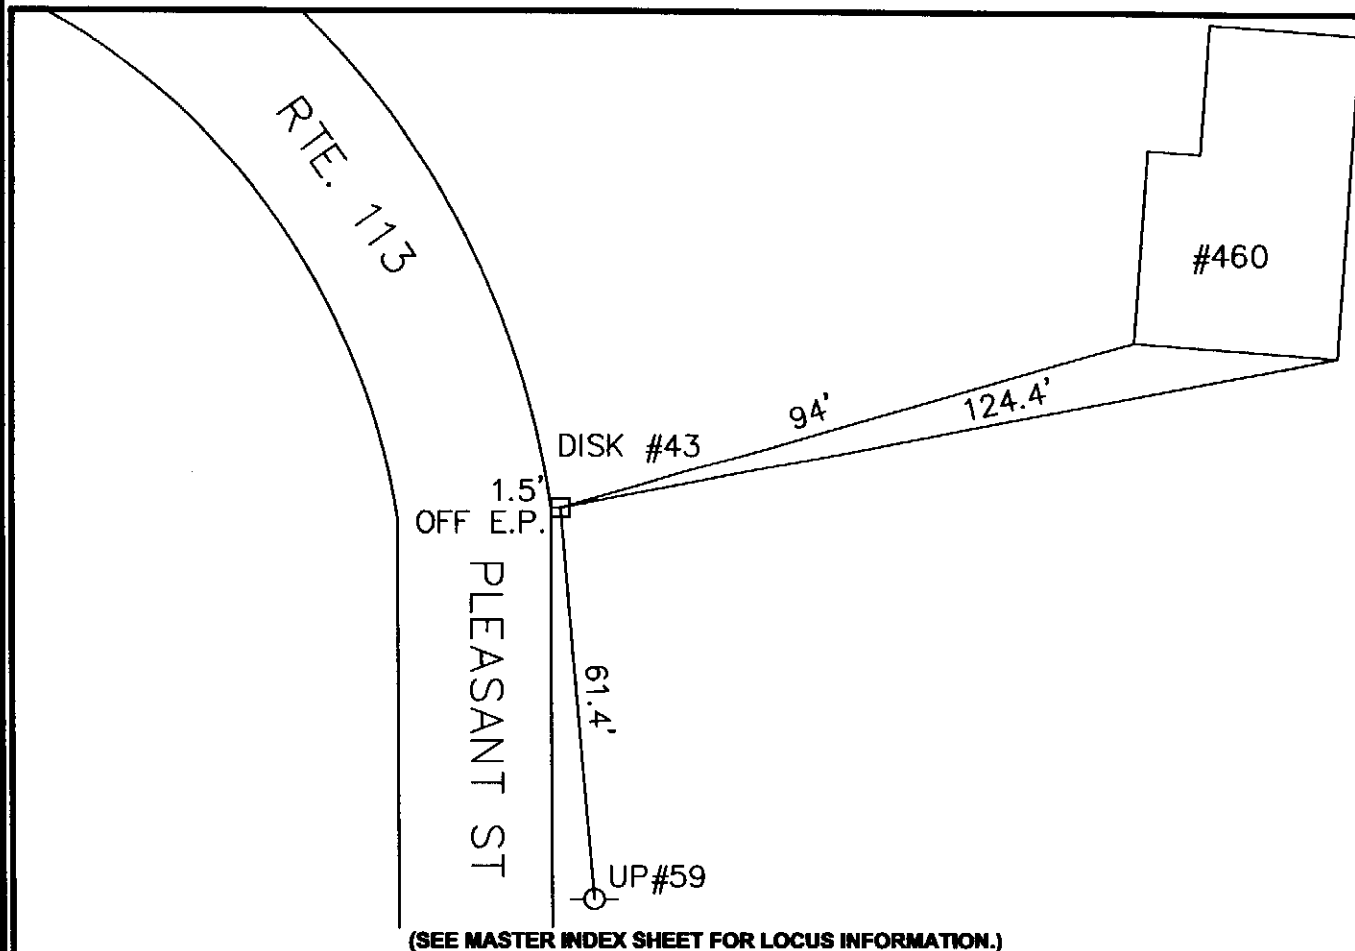 RTE. 113
#460
94'
124.4'
DISK #43
1.5'
OFF E.P.
PLEASANT ST
61.4'
UP#59
(SEE MASTER INDEX SHEET FOR LOCUS INFORMATION.)